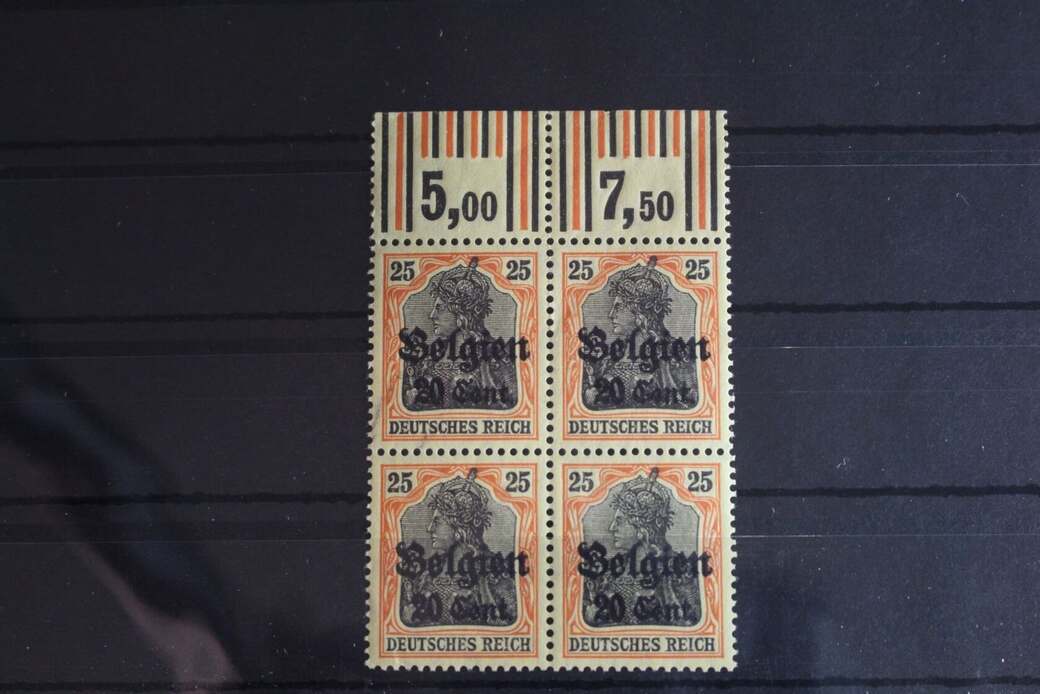 5,00 7,50
25 25 25 25
Belgien Belgien
20 Cent. 20 Cent.
DEUTSCHES REICH DEUTSCHES REICH
25 25 25 25
Belgien Belgien
20 Cent. 20 Cent.
DEUTSCHES REICH DEUTSCHES REICH